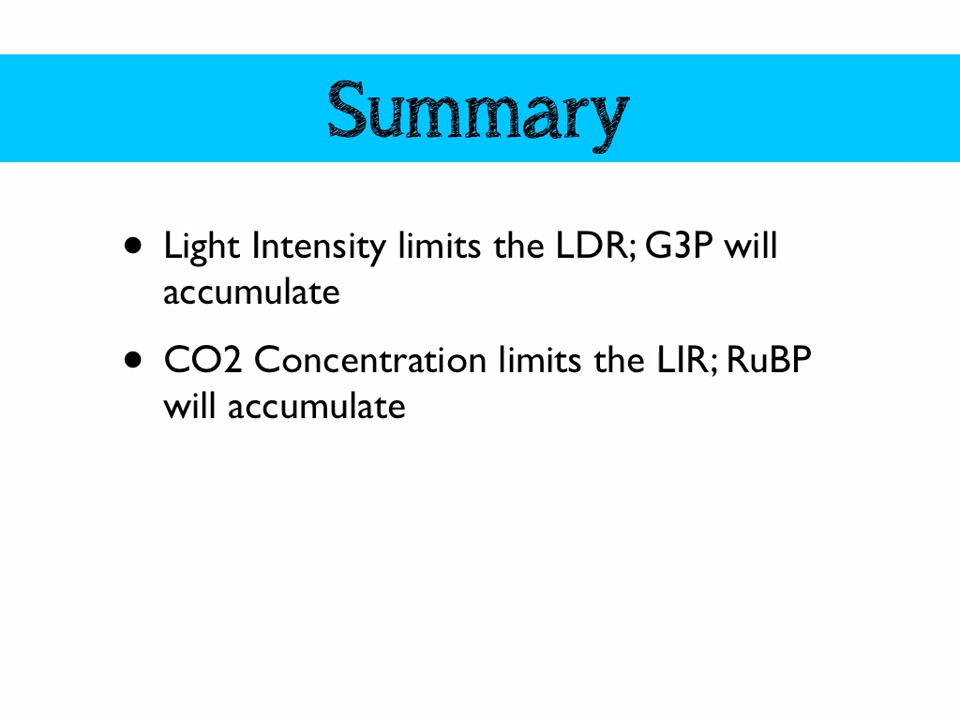 Summary
• Light Intensity limits the LDR; G3P will
accumulate
• CO2 Concentration limits the LIR; RuBP
will accumulate